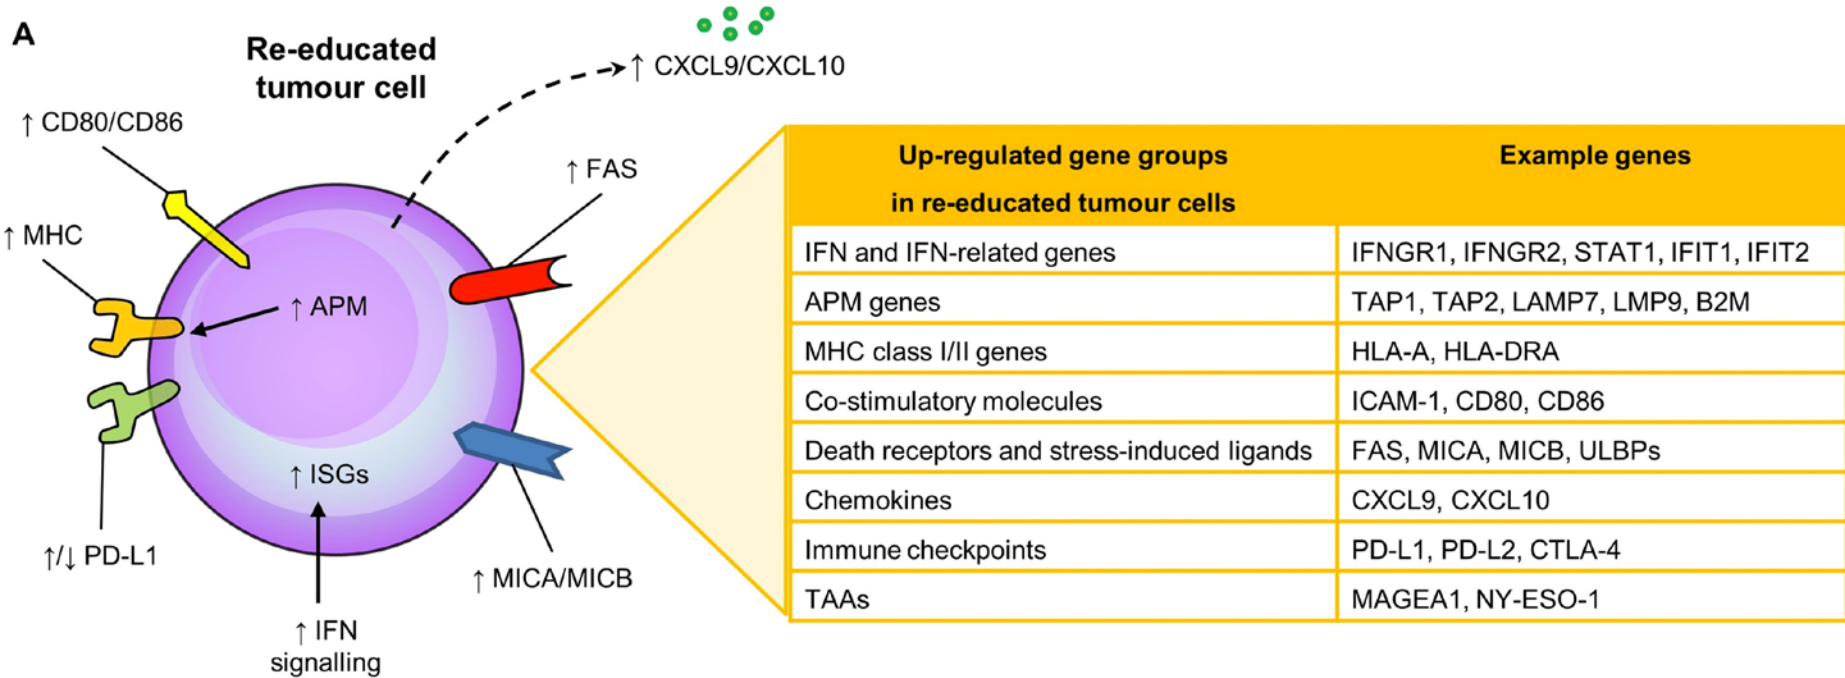 A
Re-educated
tumour cell
↑ CXCL9/CXCL10
↑ CD80/CD86
↑ FAS
↑ MHC
↑ APM
↑ ISGs
↑/↓ PD-L1
↑ MICA/MICB
↑ IFN
signalling
Up-regulated gene groups
in re-educated tumour cells
Example genes
IFN and IFN-related genes
IFNGR1, IFNGR2, STAT1, IFIT1, IFIT2
APM genes
TAP1, TAP2, LAMP7, LMP9, B2M
MHC class I/II genes
HLA-A, HLA-DRA
Co-stimulatory molecules
ICAM-1, CD80, CD86
Death receptors and stress-induced ligands
FAS, MICA, MICB, ULBPs
Chemokines
CXCL9, CXCL10
Immune checkpoints
PD-L1, PD-L2, CTLA-4
TAAs
MAGEA1, NY-ESO-1